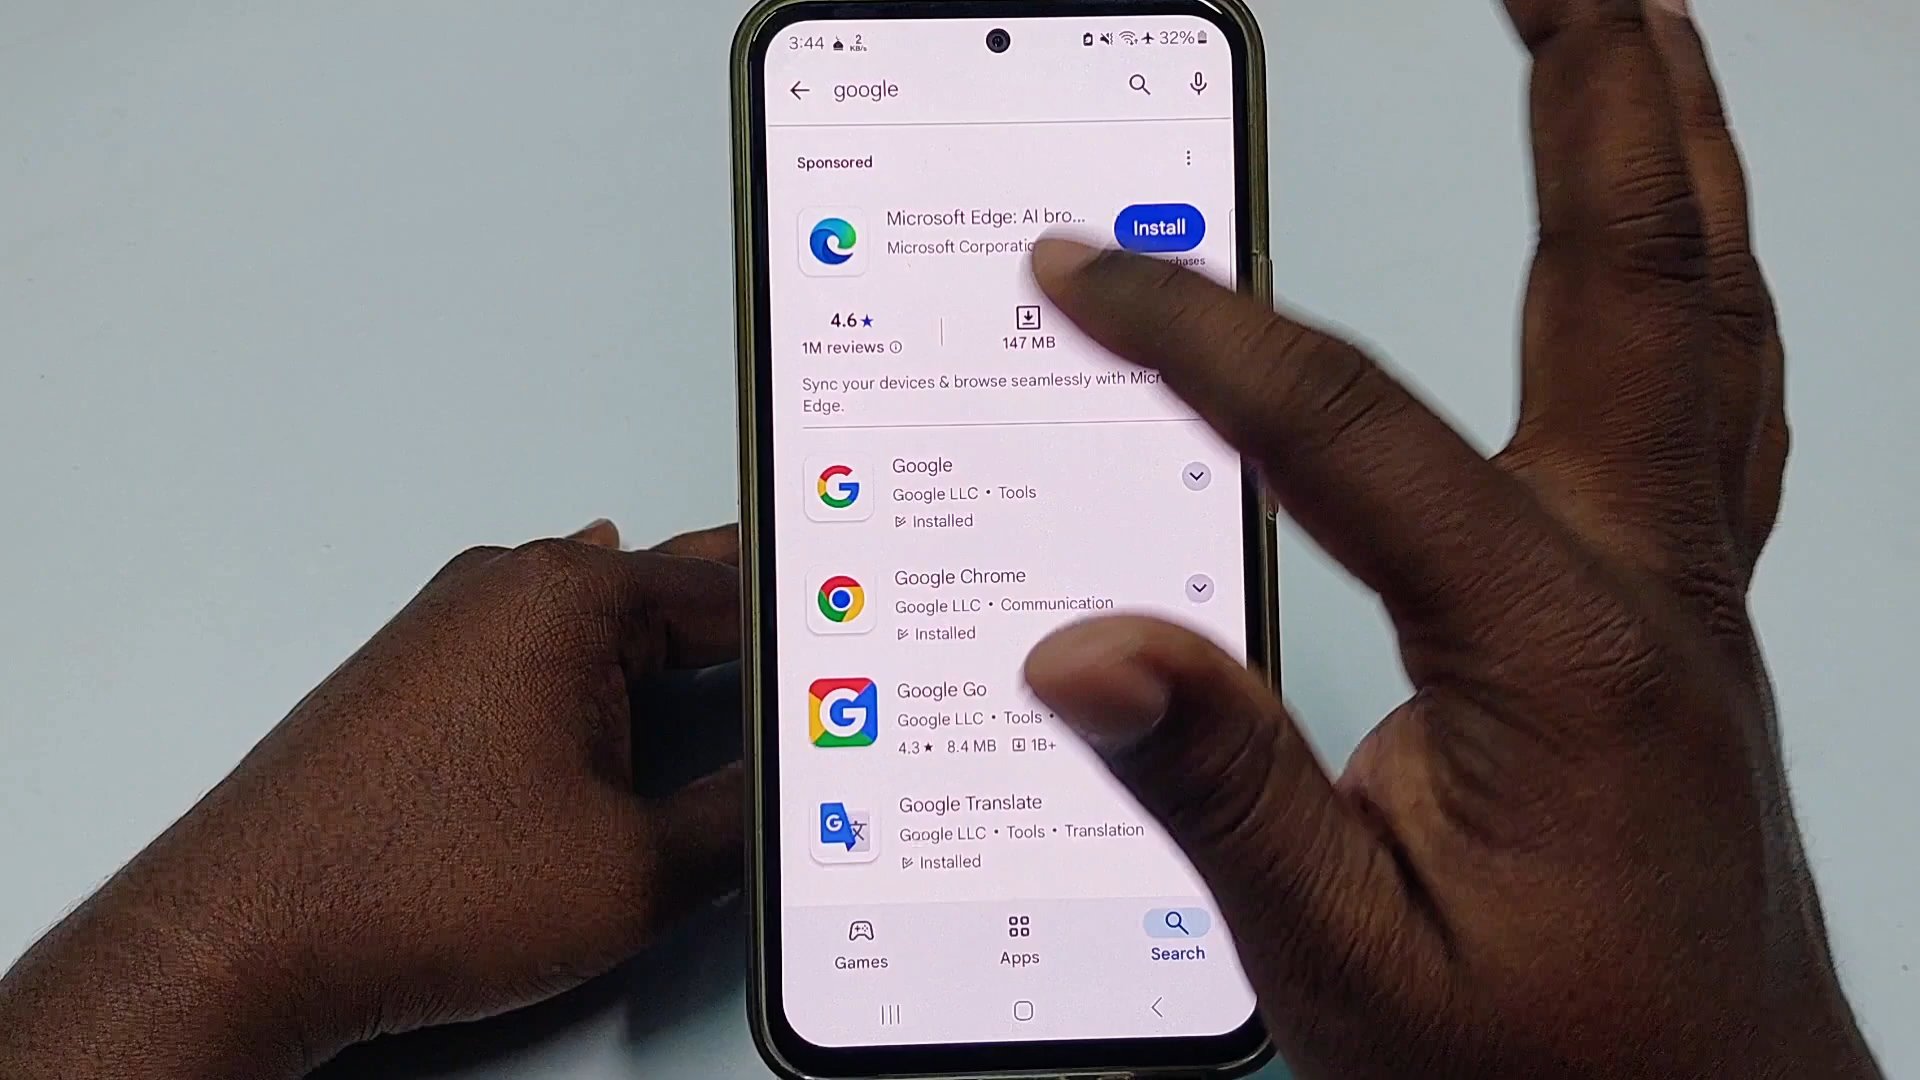 3:44 2 KB/s 32%
google
Sponsored
Microsoft Edge: AI bro...
Microsoft Corporatio
Install
4.6★
1M reviews
147 MB
Sync your devices & browse seamlessly with
Edge.
Google
Google LLC • Tools
Installed
Google Chrome
Google LLC • Communication
Installed
Google Go
Google LLC • Tools •
4.3★ 8.4 MB 1B+
Google Translate
Google LLC • Tools • Translation
Installed
Games
Apps
Search